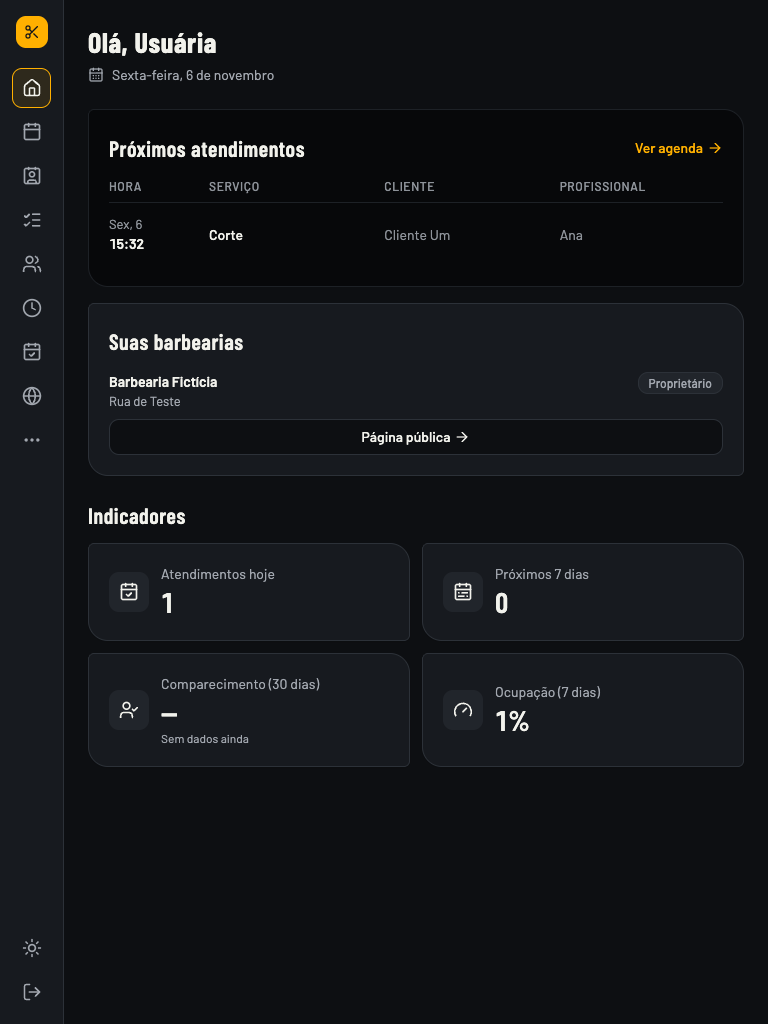 Olá, Usuária
Sexta-feira, 6 de novembro
Próximos atendimentos
Ver agenda →
HORA SERVIÇO CLIENTE PROFISSIONAL
Sex, 6
15:32 Corte Cliente Um Ana
Suas barbearias
Barbearia Fictícia
Proprietário
Rua de Teste
Página pública →
Indicadores
Atendimentos hoje
1
Próximos 7 dias
0
Comparecimento (30 dias)
—
Sem dados ainda
Ocupação (7 dias)
1%